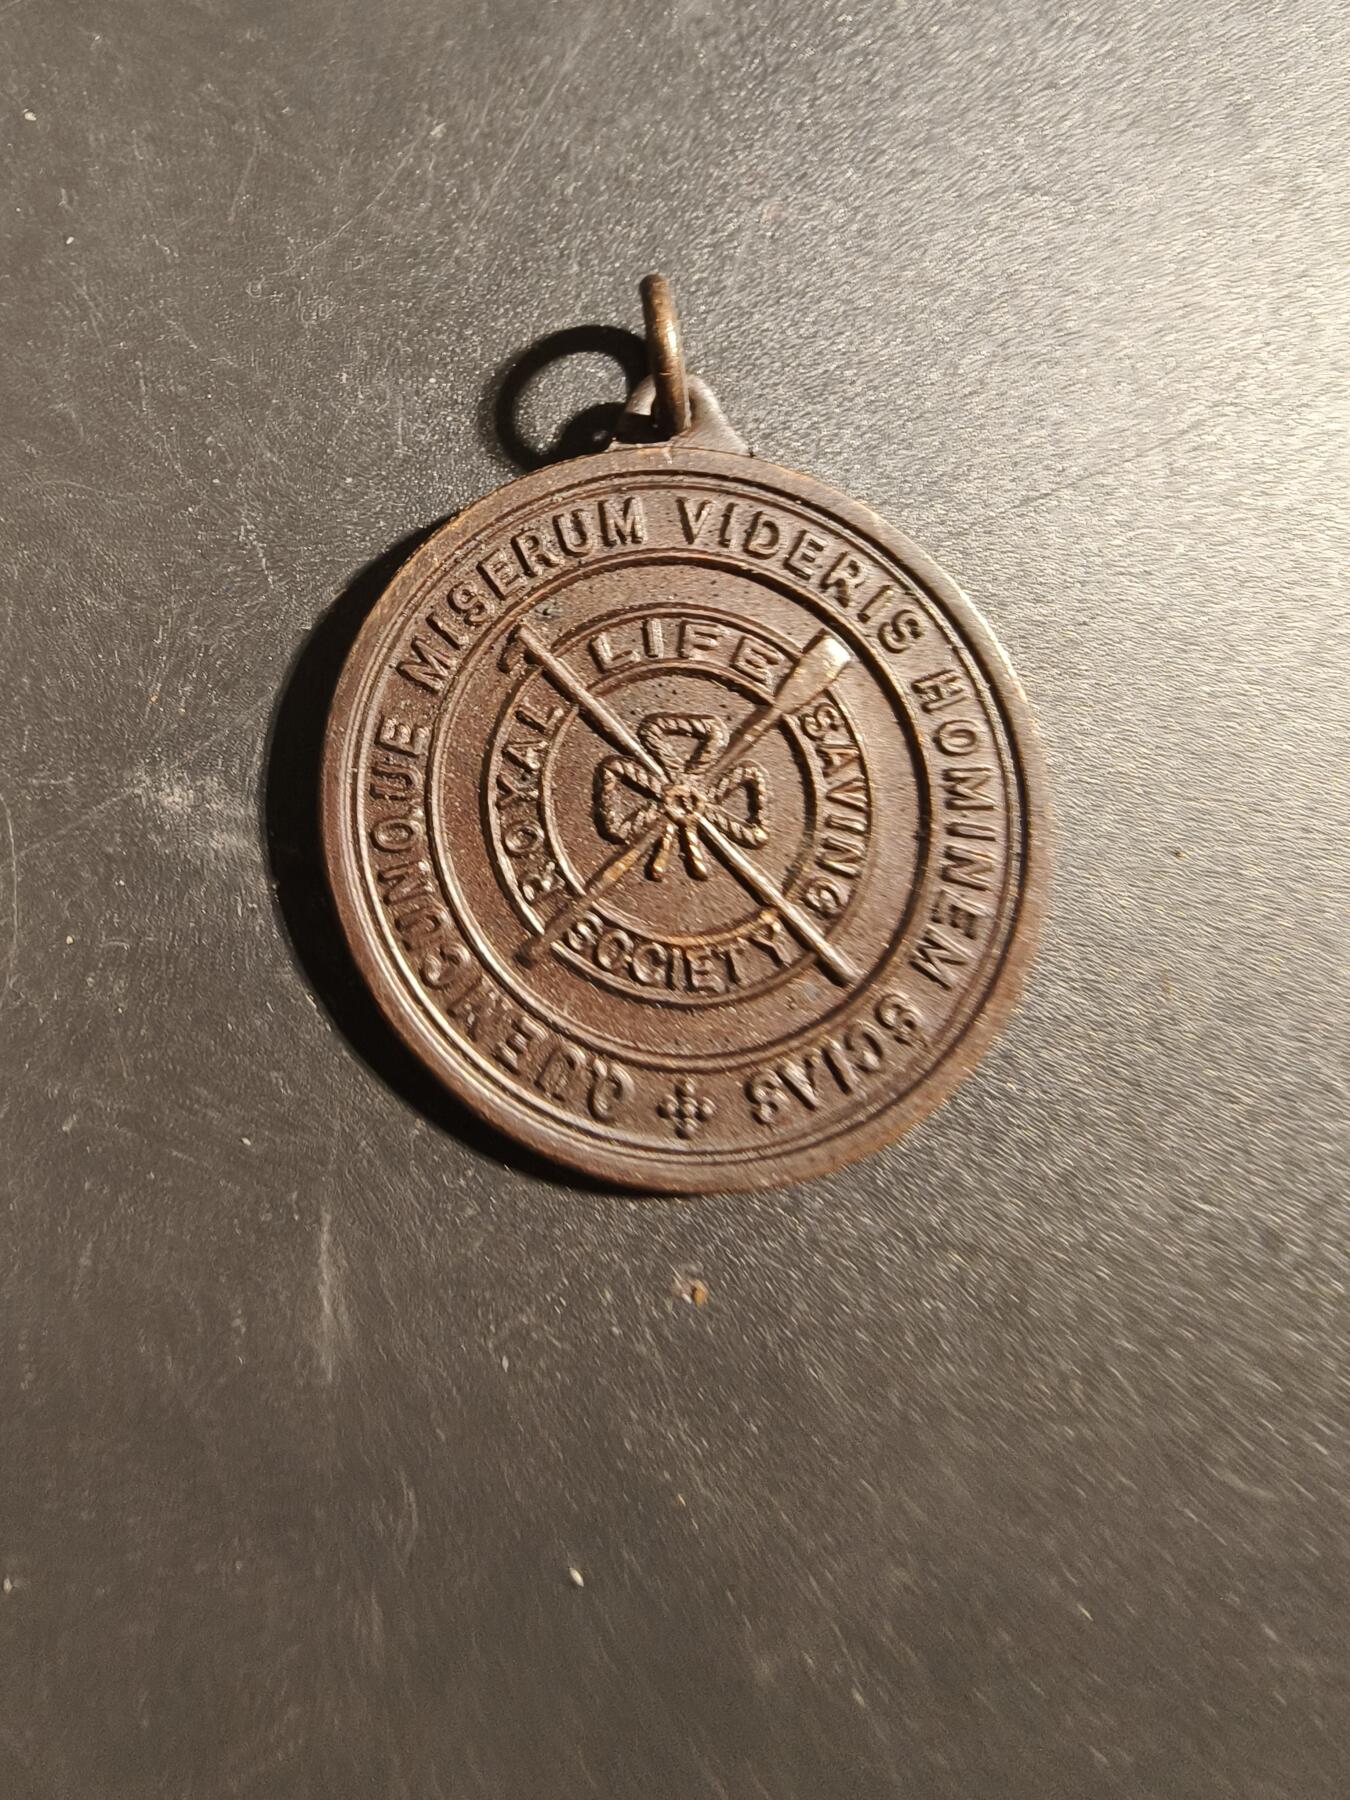 QUEMCUNQUE MISERUM VIDERIS HOMINEM SCIAS
ROYAL LIFE SAVING SOCIETY